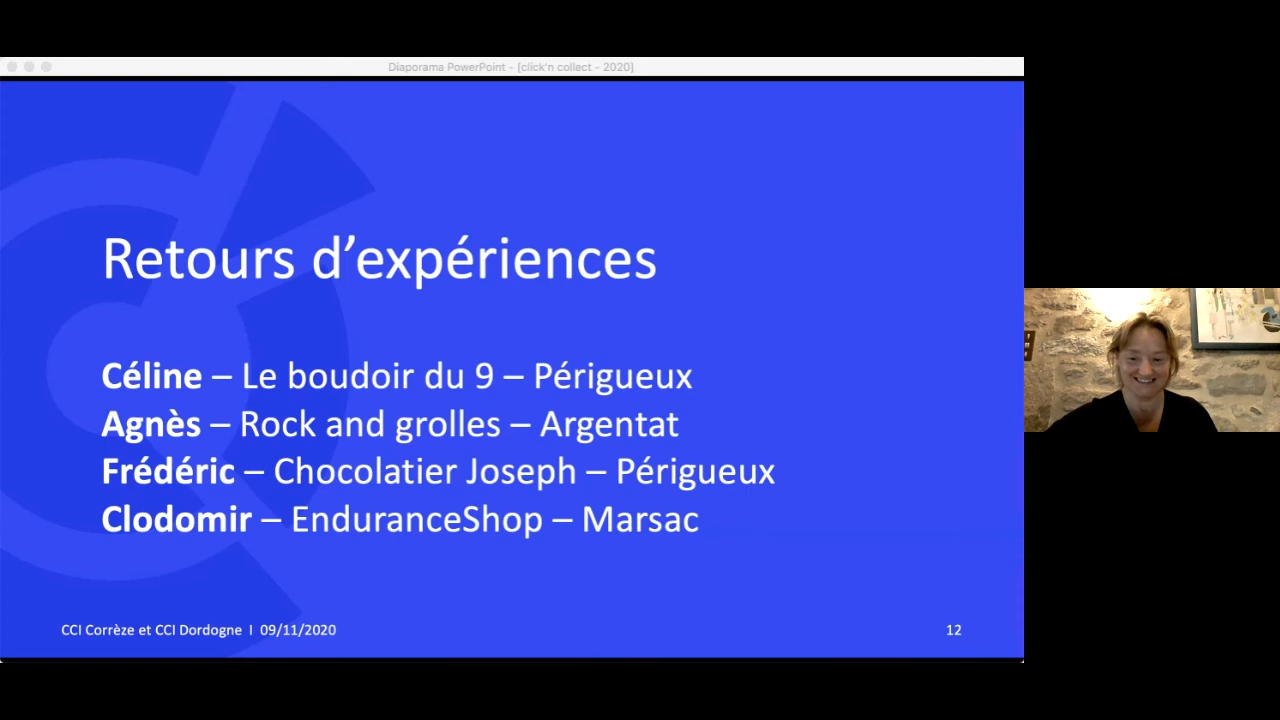 Diaporama PowerPoint - [click'n collect - 2020]
Retours d’expériences
Céline – Le boudoir du 9 – Périgueux
Agnès – Rock and grolles – Argentat
Frédéric – Chocolatier Joseph – Périgueux
Clodomir – EnduranceShop – Marsac
CCI Corrèze et CCI Dordogne I 09/11/2020
12